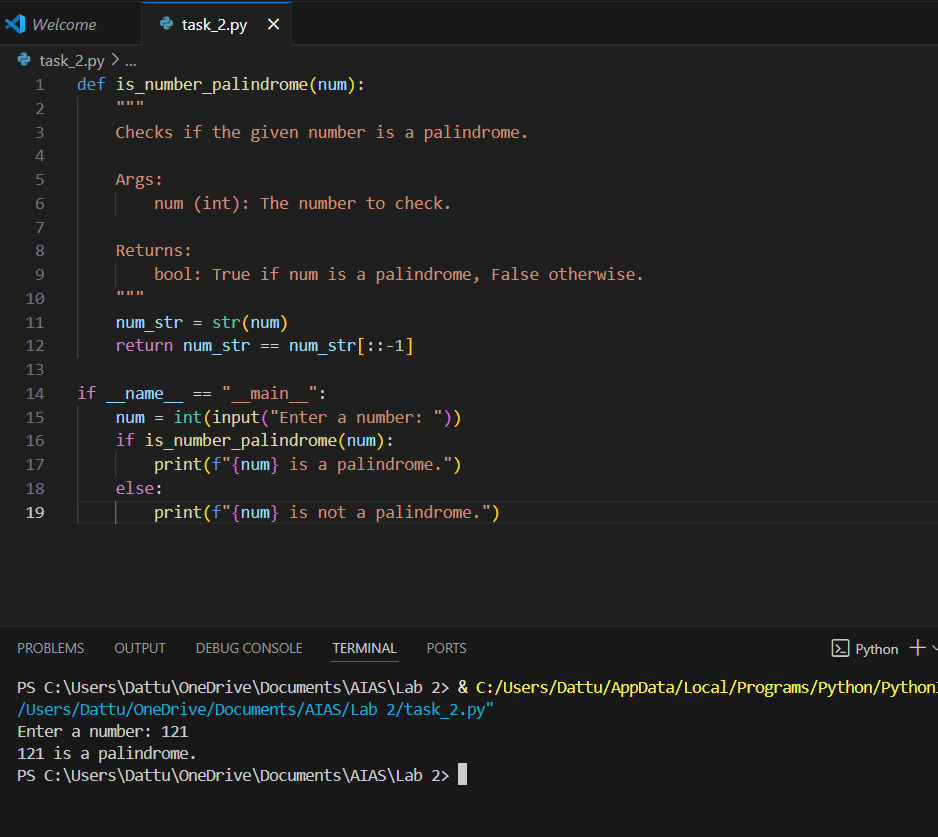 Welcome
task_2.py ×
task_2.py > ...
1 def is_number_palindrome(num):
2     """
3     Checks if the given number is a palindrome.
4
5     Args:
6         num (int): The number to check.
7
8     Returns:
9         bool: True if num is a palindrome, False otherwise.
10     """
11     num_str = str(num)
12     return num_str == num_str[::-1]
13
14 if __name__ == "__main__":
15     num = int(input("Enter a number: "))
16     if is_number_palindrome(num):
17         print(f"{num} is a palindrome.")
18     else:
19         print(f"{num} is not a palindrome.")
PROBLEMS OUTPUT DEBUG CONSOLE TERMINAL PORTS Python
PS C:\Users\Dattu\OneDrive\Documents\AIAS\Lab 2> & C:/Users/Dattu/AppData/Local/Programs/Python/Python
/Users/Dattu/OneDrive/Documents/AIAS/Lab 2/task_2.py"
Enter a number: 121
121 is a palindrome.
PS C:\Users\Dattu\OneDrive\Documents\AIAS\Lab 2>